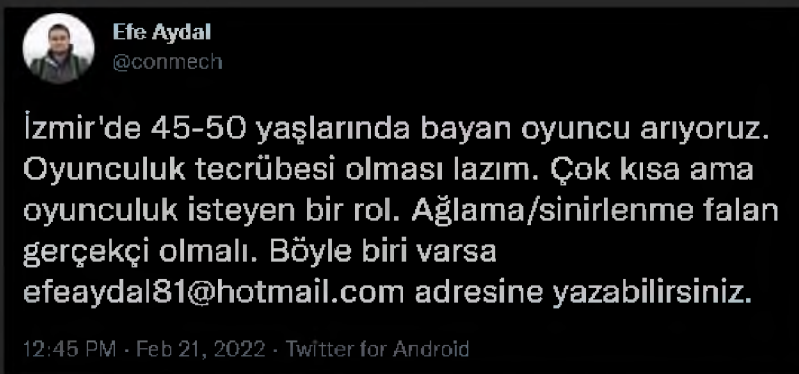 Efe Aydal
@conmech
İzmir'de 45-50 yaşlarında bayan oyuncu arıyoruz.
Oyunculuk tecrübesi olması lazım. Çok kısa ama
oyunculuk isteyen bir rol. Ağlama/sinirlenme falan
gerçekçi olmalı. Böyle biri varsa
efeaydal81@hotmail.com adresine yazabilirsiniz.
12:45 PM · Feb 21, 2022 · Twitter for Android